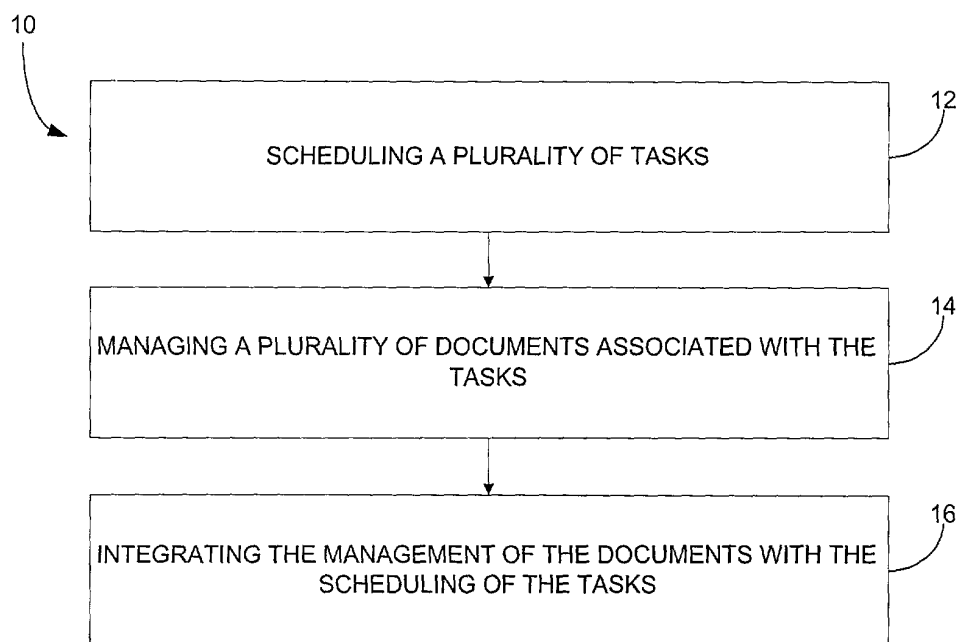 10
12
SCHEDULING A PLURALITY OF TASKS
14
MANAGING A PLURALITY OF DOCUMENTS ASSOCIATED WITH THE
TASKS
16
INTEGRATING THE MANAGEMENT OF THE DOCUMENTS WITH THE
SCHEDULING OF THE TASKS